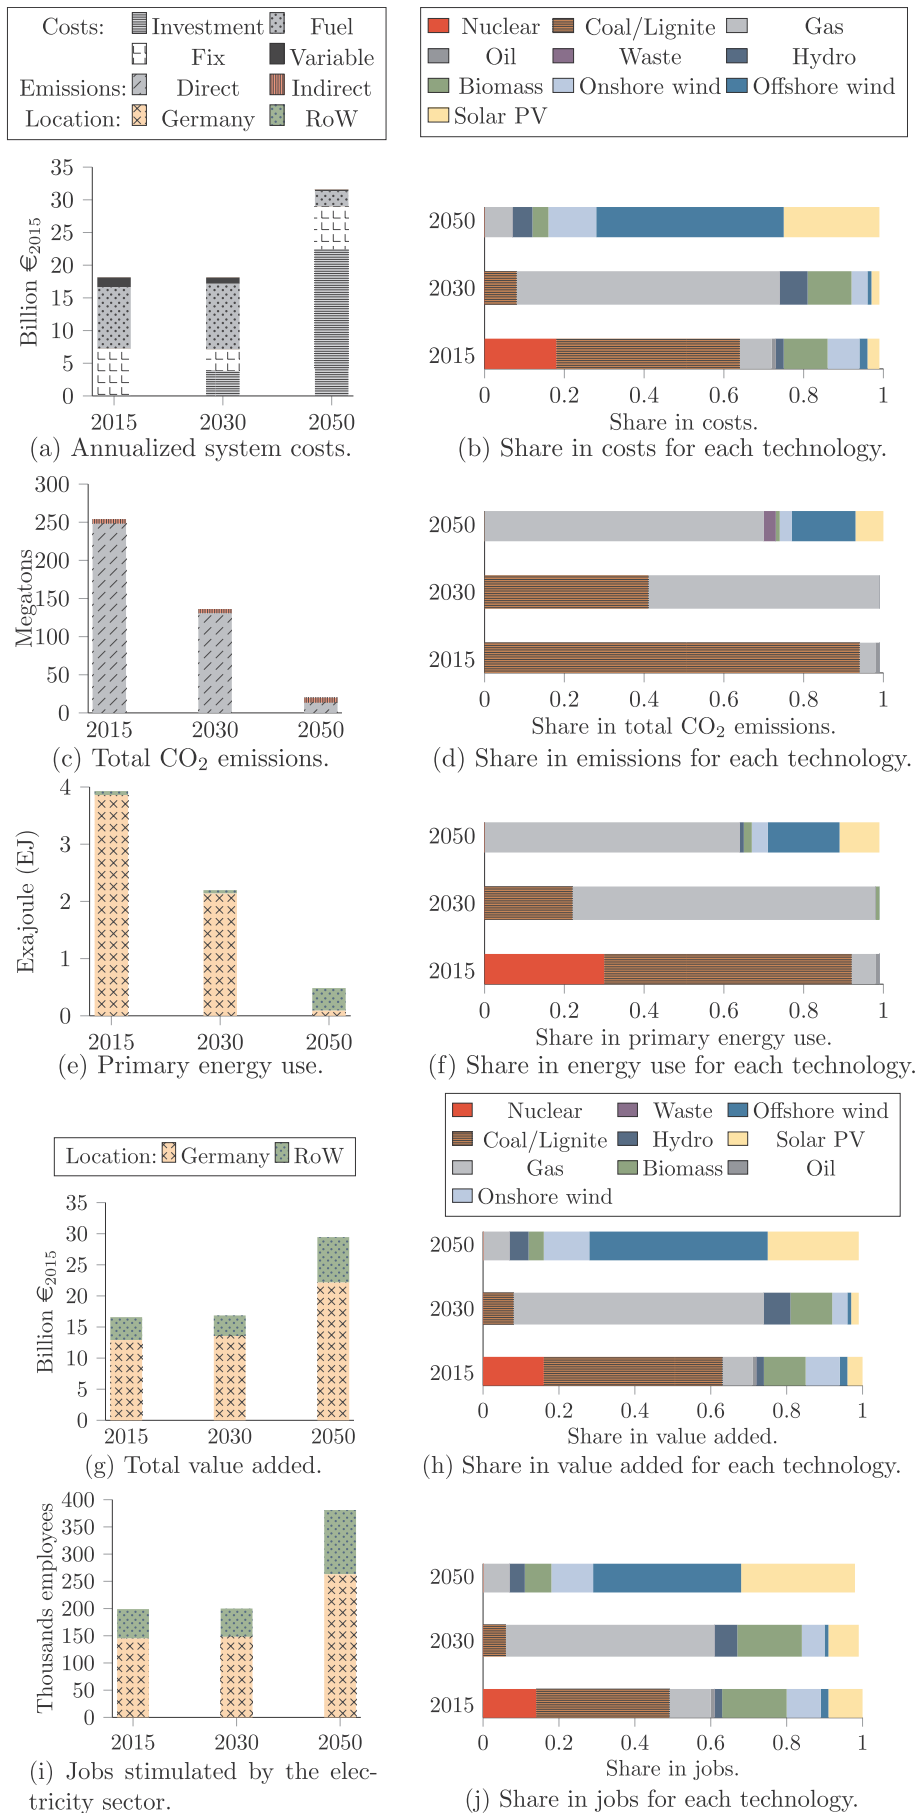 Costs: Investment Fuel
Fix Variable
Emissions: Direct Indirect
Location: Germany RoW
Nuclear Coal/Lignite Gas
Oil Waste Hydro
Biomass Onshore wind Offshore wind
Solar PV
35
30
25
20
15
10
5
0
Billion €2015
2015 2030 2050
(a) Annualized system costs.
2050
2030
2015
0 0.2 0.4 0.6 0.8 1
Share in costs.
(b) Share in costs for each technology.
300
250
200
150
100
50
0
Megatons
2015 2030 2050
(c) Total CO2 emissions.
2050
2030
2015
0 0.2 0.4 0.6 0.8 1
Share in total CO2 emissions.
(d) Share in emissions for each technology.
4
3
2
1
0
Exajoule (EJ)
2015 2030 2050
(e) Primary energy use.
2050
2030
2015
0 0.2 0.4 0.6 0.8 1
Share in primary energy use.
(f) Share in energy use for each technology.
Location: Germany RoW
Nuclear Waste Offshore wind
Coal/Lignite Hydro Solar PV
Gas Biomass Oil
Onshore wind
35
30
25
20
15
10
5
0
Billion €2015
2015 2030 2050
(g) Total value added.
2050
2030
2015
0 0.2 0.4 0.6 0.8 1
Share in value added.
(h) Share in value added for each technology.
400
350
300
250
200
150
100
50
0
Thousands employees
2015 2030 2050
(i) Jobs stimulated by the elec-
tricity sector.
2050
2030
2015
0 0.2 0.4 0.6 0.8 1
Share in jobs.
(j) Share in jobs for each technology.